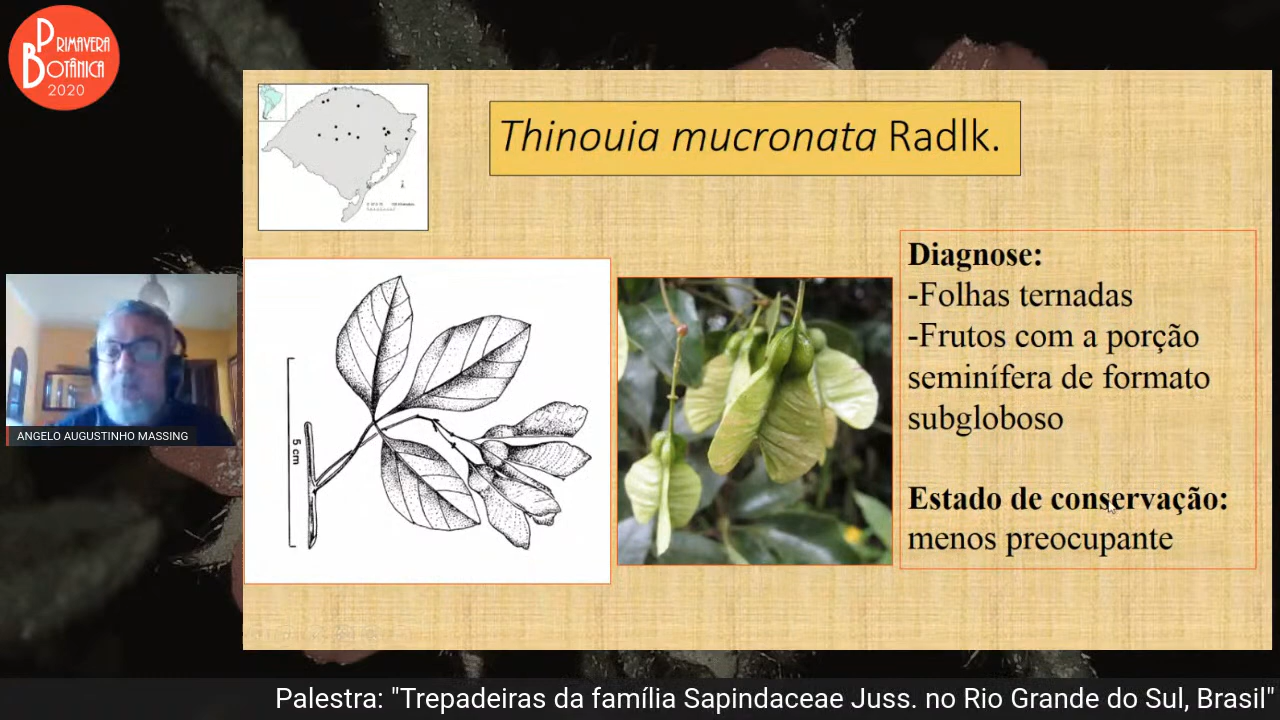 PRIMAVERA
BOTÂNICA
2020
Thinouia mucronata Radlk.
Diagnose:
-Folhas ternadas
-Frutos com a porção
seminífera de formato
subgloboso
Estado de conservação:
menos preocupante
5 cm
ANGELO AUGUSTINHO MASSING
Palestra: "Trepadeiras da família Sapindaceae Juss. no Rio Grande do Sul, Brasil"